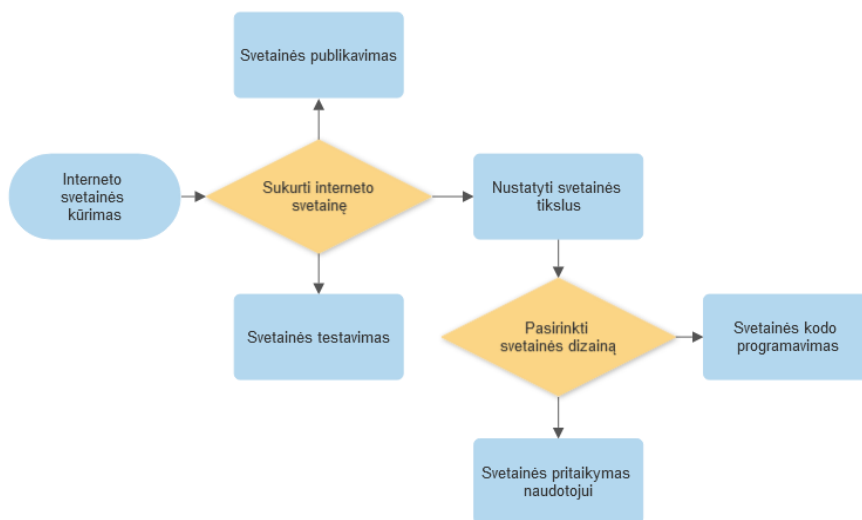 Svetainės publikavimas
Interneto
svetainės
kūrimas
Sukurti interneto
svetainę
Nustatyti svetainės
tikslus
Svetainės testavimas
Pasirinkti
svetainės dizainą
Svetainės kodo
programavimas
Svetainės pritaikymas
naudotojui